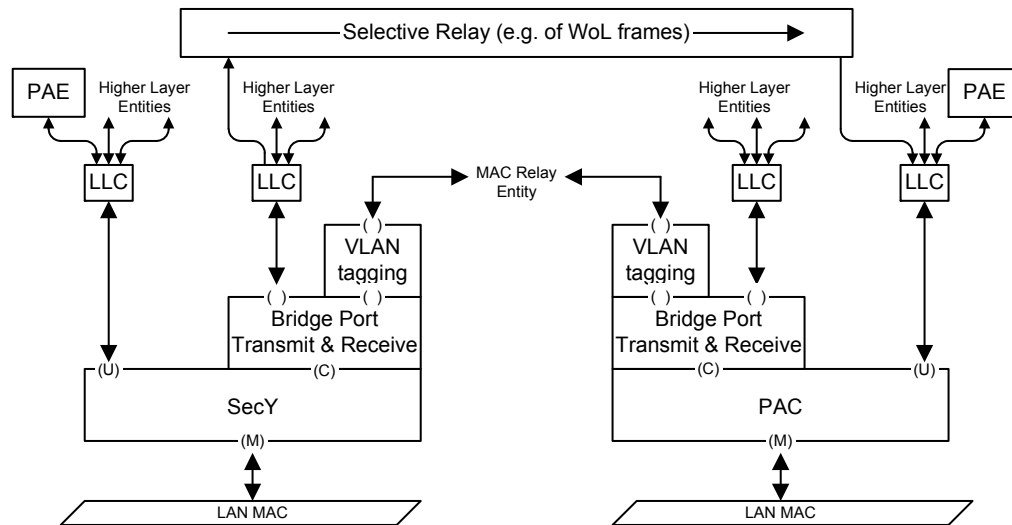 Selective Relay (e.g. of WoL frames)
PAE
Higher Layer
Entities
Higher Layer
Entities
Higher Layer
Entities
Higher Layer
Entities
PAE
LLC
LLC
MAC Relay
Entity
LLC
LLC
( )
VLAN
tagging
( )
VLAN
tagging
( )
( )
Bridge Port
Transmit & Receive
( )
( )
Bridge Port
Transmit & Receive
(U)
(C)
SecY
(M)
(C)
(U)
PAC
(M)
LAN MAC
LAN MAC